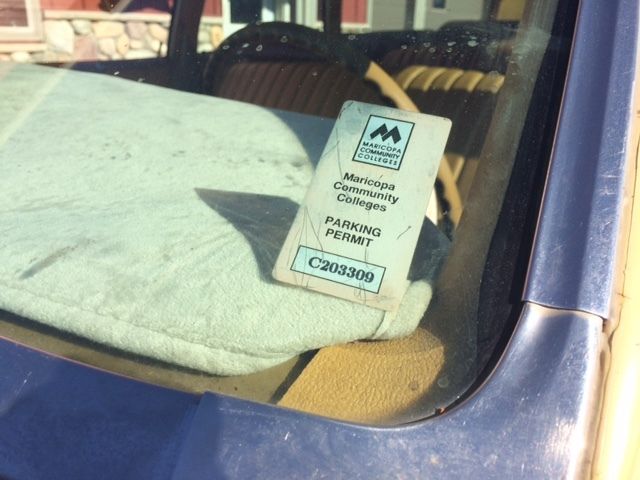 MARICOPA
COMMUNITY
COLLEGES
Maricopa
Community
Colleges
PARKING
PERMIT
C203309